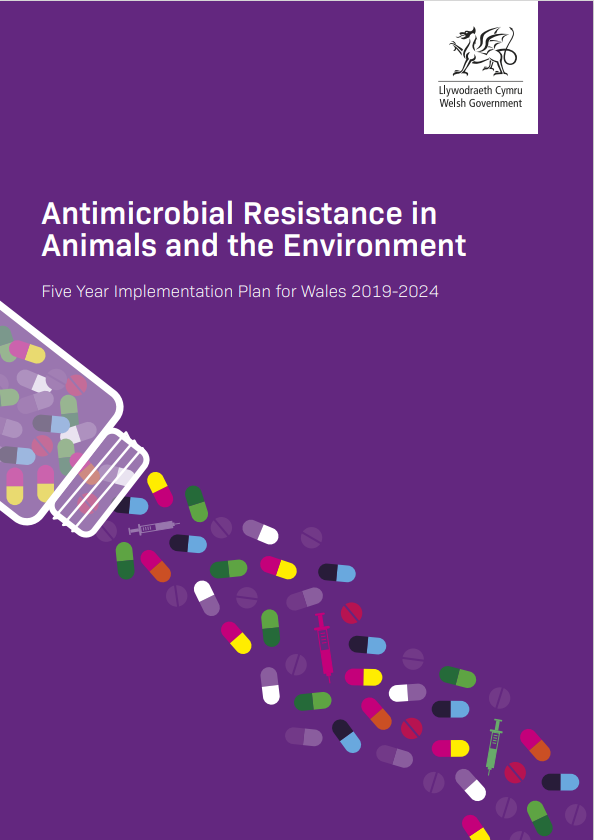 Llywodraeth Cymru
Welsh Government
Antimicrobial Resistance in
Animals and the Environment
Five Year Implementation Plan for Wales 2019-2024